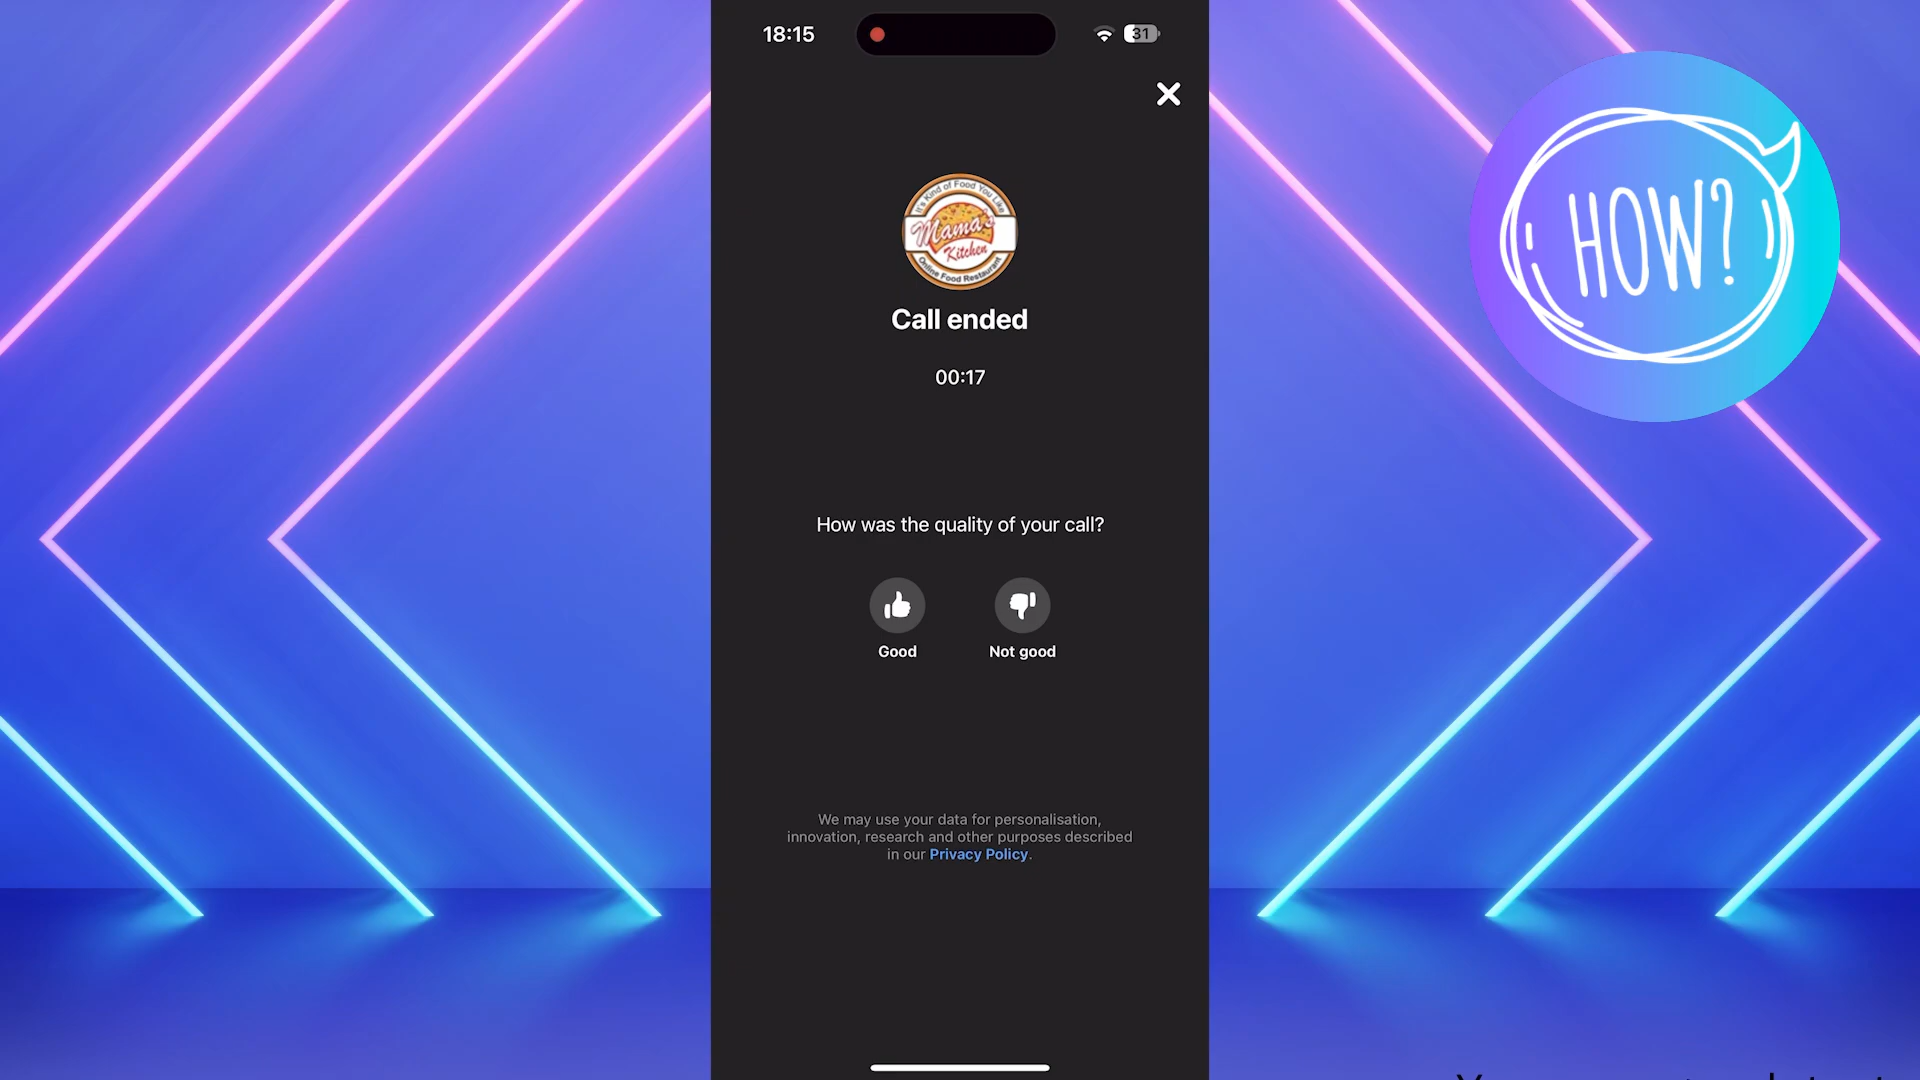 18:15
31
It's Kind of Food You Like
Mama's
Kitchen
Online Food Restaurant
Call ended
00:17
How was the quality of your call?
Good
Not good
We may use your data for personalisation,
innovation, research and other purposes described
in our Privacy Policy.
HOW?